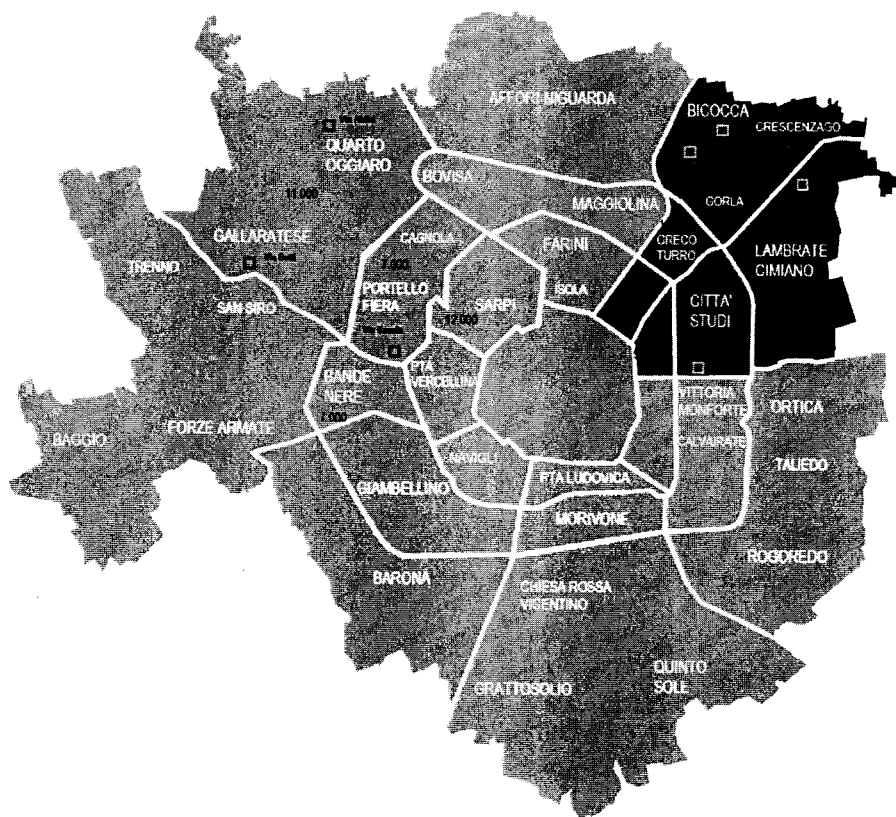 AFFORI NIGUARDA
BICOCCA
CRESCENZAGO
QUARTO
OGGIARO
BOVISA
11.000
MAGGIOLINA
GORLA
GALLARATESE
CAGNOLA
FARINI
GRECO
TURRO
LAMBRATE
CIMIANO
TRENNO
7.000
PORTELLO
FIERA
ISOLA
SAN SIRO
SARPI
CITTA'
STUDI
12.000
PTA
VERCELLINA
BANDE
NERE
7.000
VITTORIA
MONFORTE
ORTICA
BAGGIO
FORZE ARMATE
CALVAIRATE
NAVIGLI
TALIEDO
GIAMBELLINO
PTA LUDOVICA
MORIVONE
ROGOREDO
BARONA
CHIESA ROSSA
VIGENTINO
GRATTOSOLIO
QUINTO
SOLE